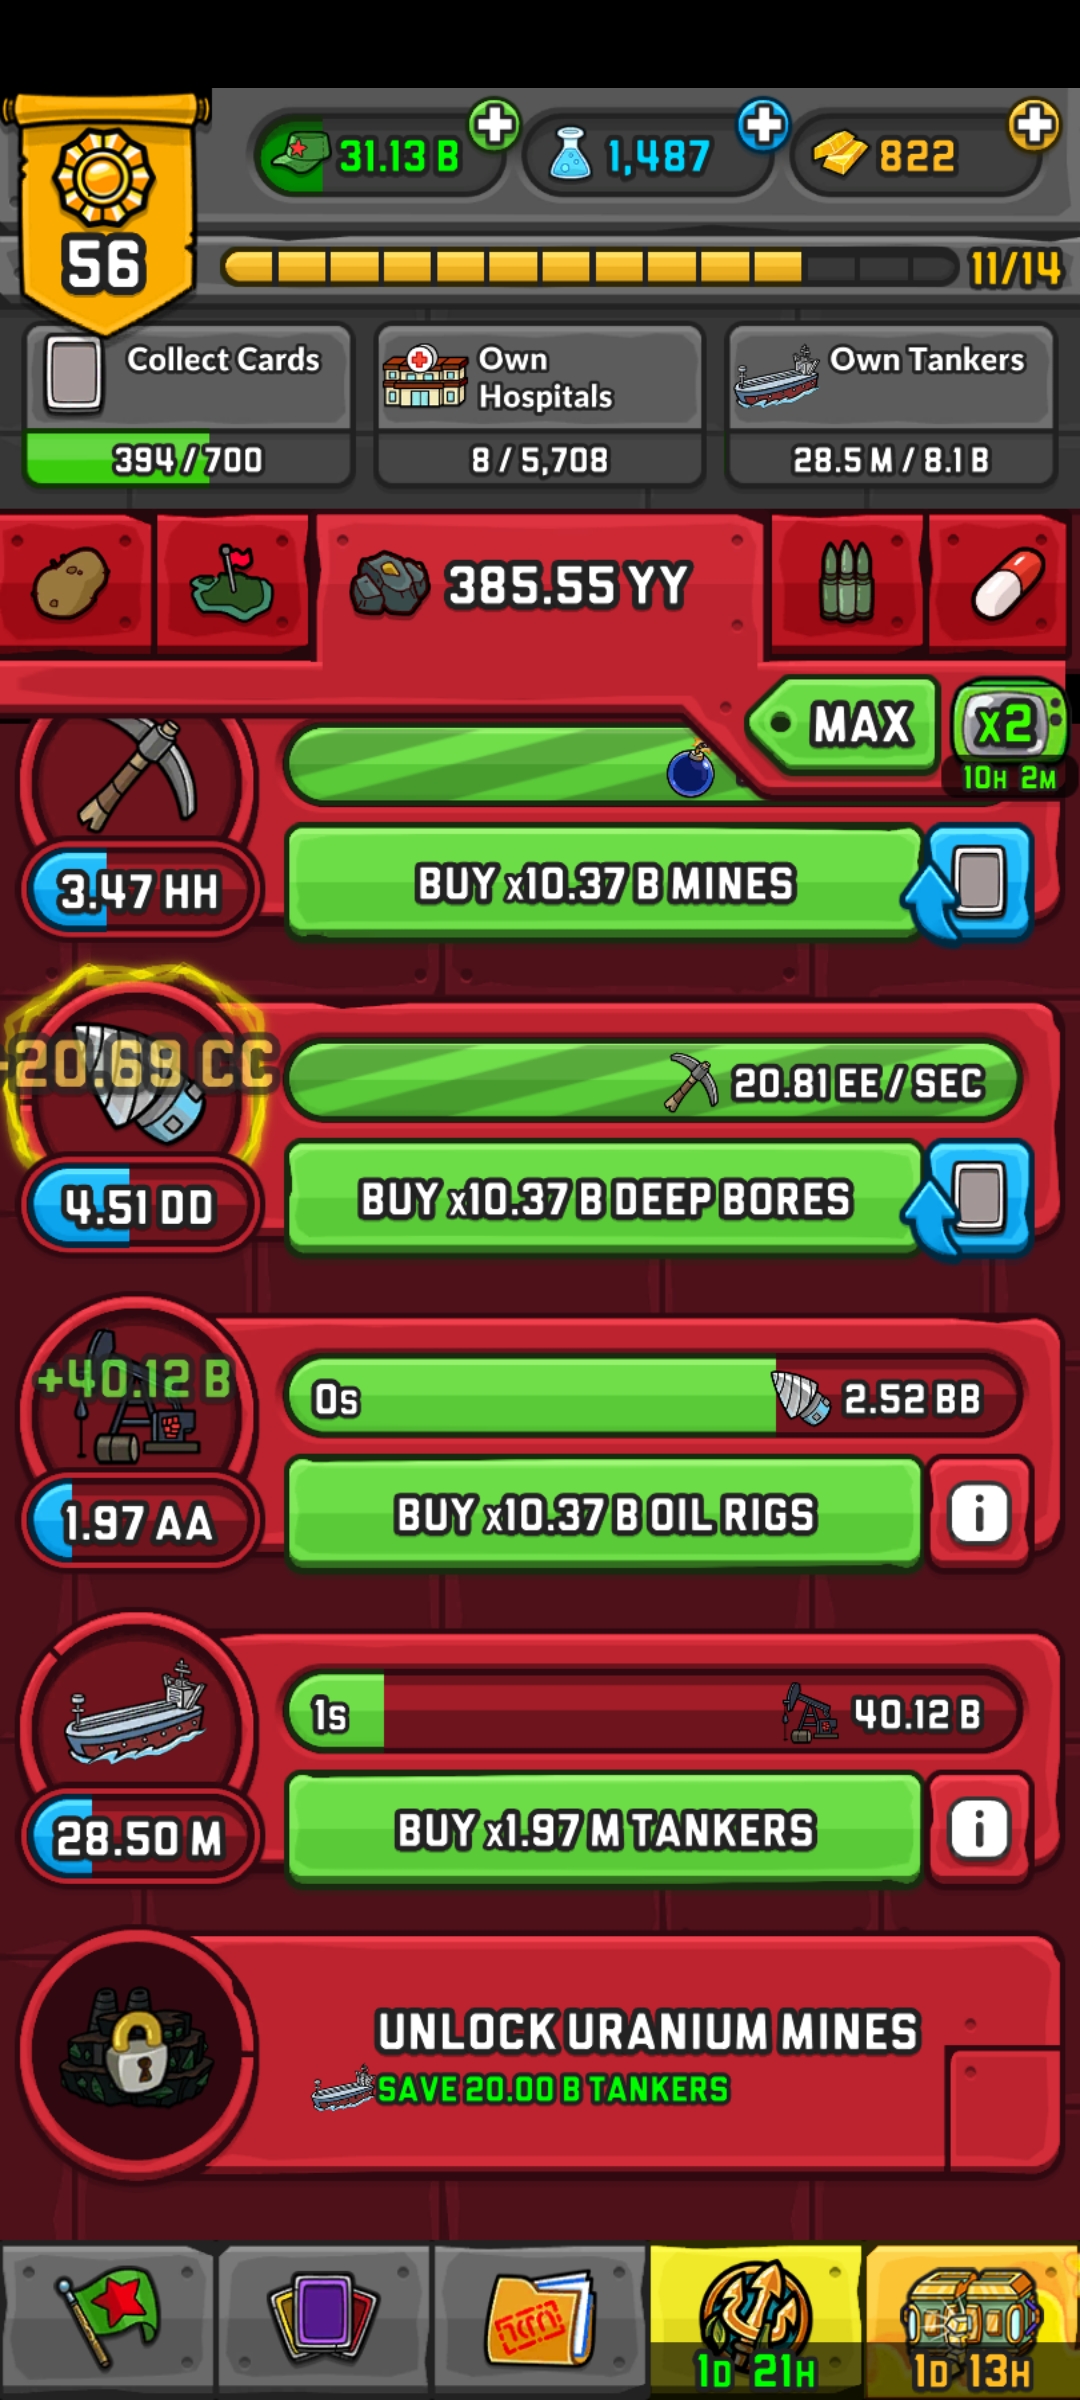 56
31.13 B
1,487
822
11/14
Collect Cards
394/700
Own
Hospitals
8/5,708
Own Tankers
28.5 M/8.1 B
385.55 YY
MAX
x2
10H 2M
3.47 HH
BUY x10.37 B MINES
20.69 CC
20.81 EE/SEC
4.51 DD
BUY x10.37 B DEEP BORES
+40.12 B
0s
2.52 BB
1.97 AA
BUY x10.37 B OIL RIGS
i
1s
40.12 B
28.50 M
BUY x1.97 M TANKERS
i
UNLOCK URANIUM MINES
SAVE 20.00 B TANKERS
1D 21H
1D 13H